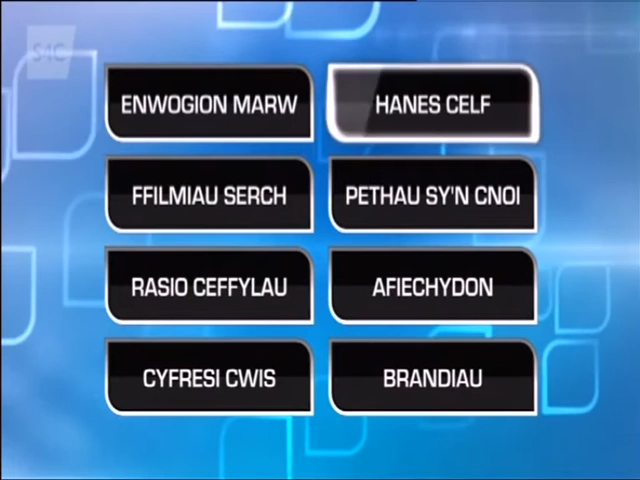 S4C
ENWOGION MARW
HANES CELF
FFILMIAU SERCH
PETHAU SY'N CNOI
RASIO CEFFYLAU
AFIECHYDON
CYFRESI CWIS
BRANDIAU